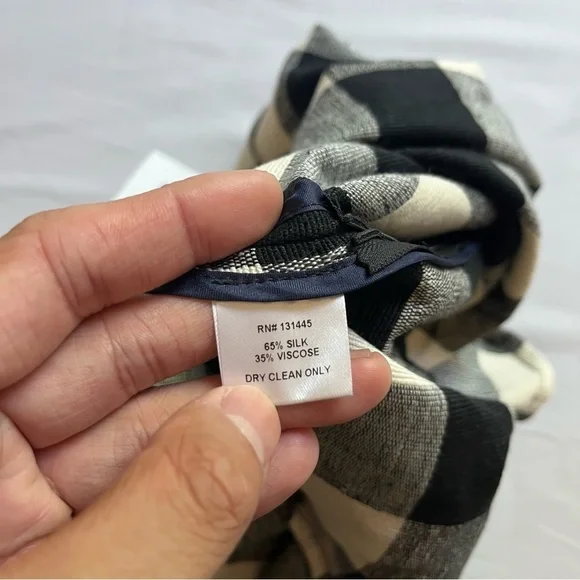 RN# 131445
65% SILK
35% VISCOSE
DRY CLEAN ONLY